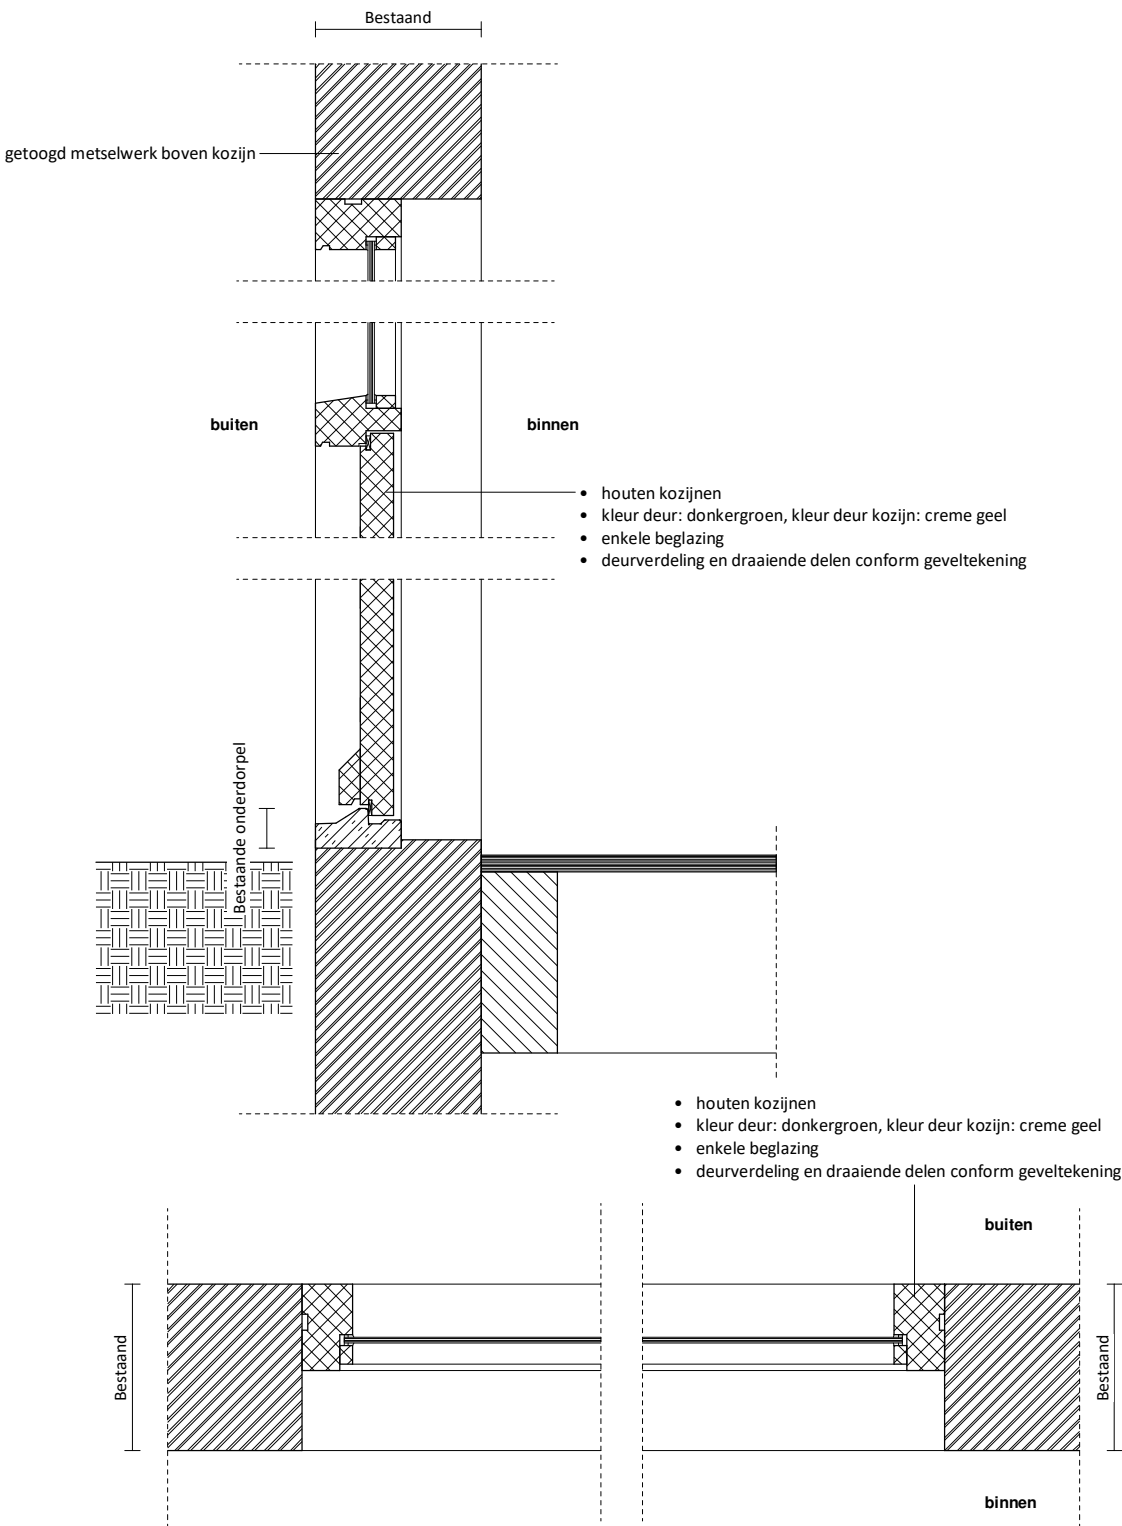 Bestaand
getoogd metselwerk boven kozijn
buiten
binnen
• houten kozijnen
• kleur deur: donkergroen, kleur deur kozijn: creme geel
• enkele beglazing
• deurverdeling en draaiende delen conform geveltekening
Bestaande onderdorpel
• houten kozijnen
• kleur deur: donkergroen, kleur deur kozijn: creme geel
• enkele beglazing
• deurverdeling en draaiende delen conform geveltekening
buiten
Bestaand
Bestaand
binnen